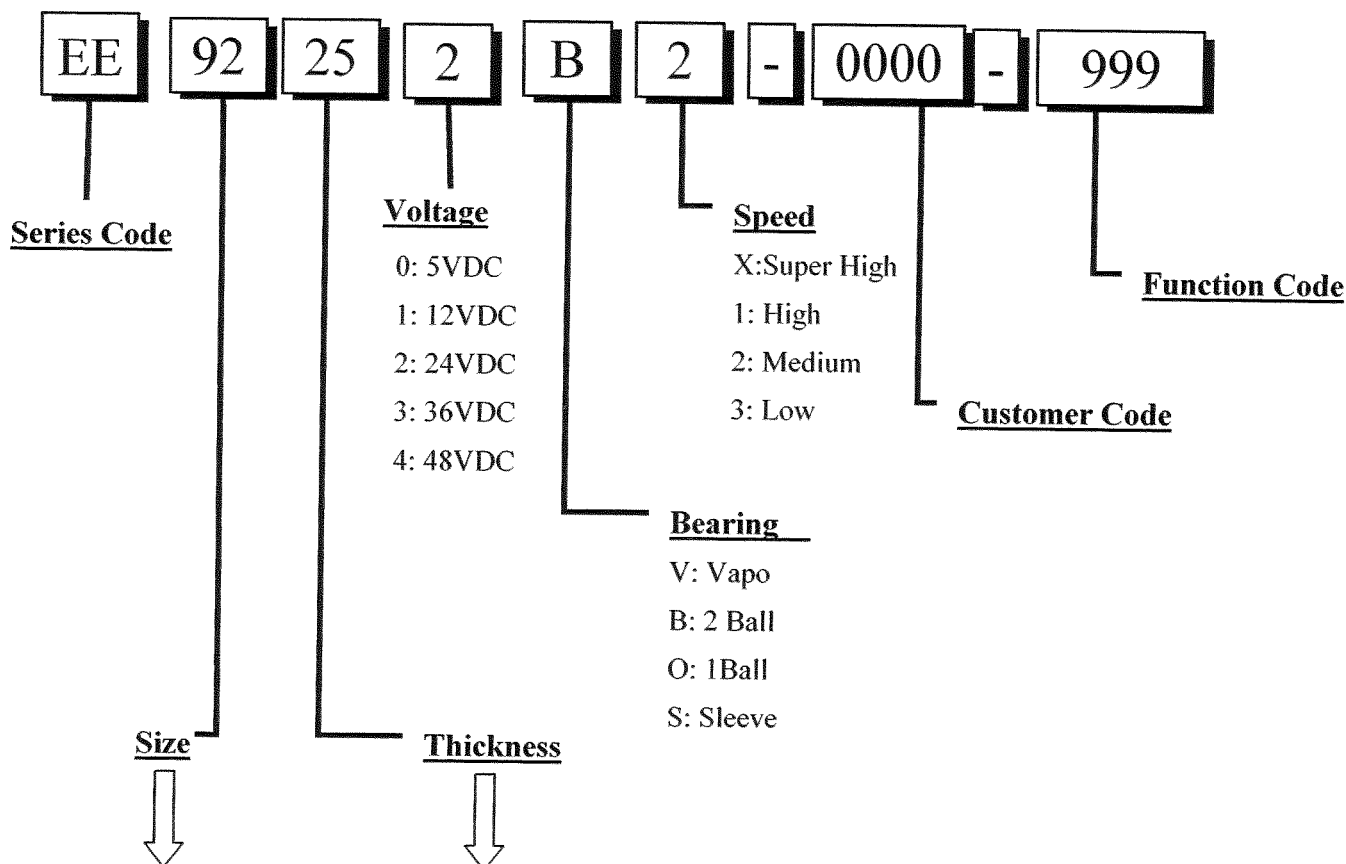 EE 92 25 2 B 2 - 0000 - 999
Series Code
Voltage
0: 5VDC
1: 12VDC
2: 24VDC
3: 36VDC
4: 48VDC
Speed
X:Super High
1: High
2: Medium
3: Low
Function Code
Customer Code
Bearing
V: Vapo
B: 2 Ball
O: 1Ball
S: Sleeve
Size
Thickness